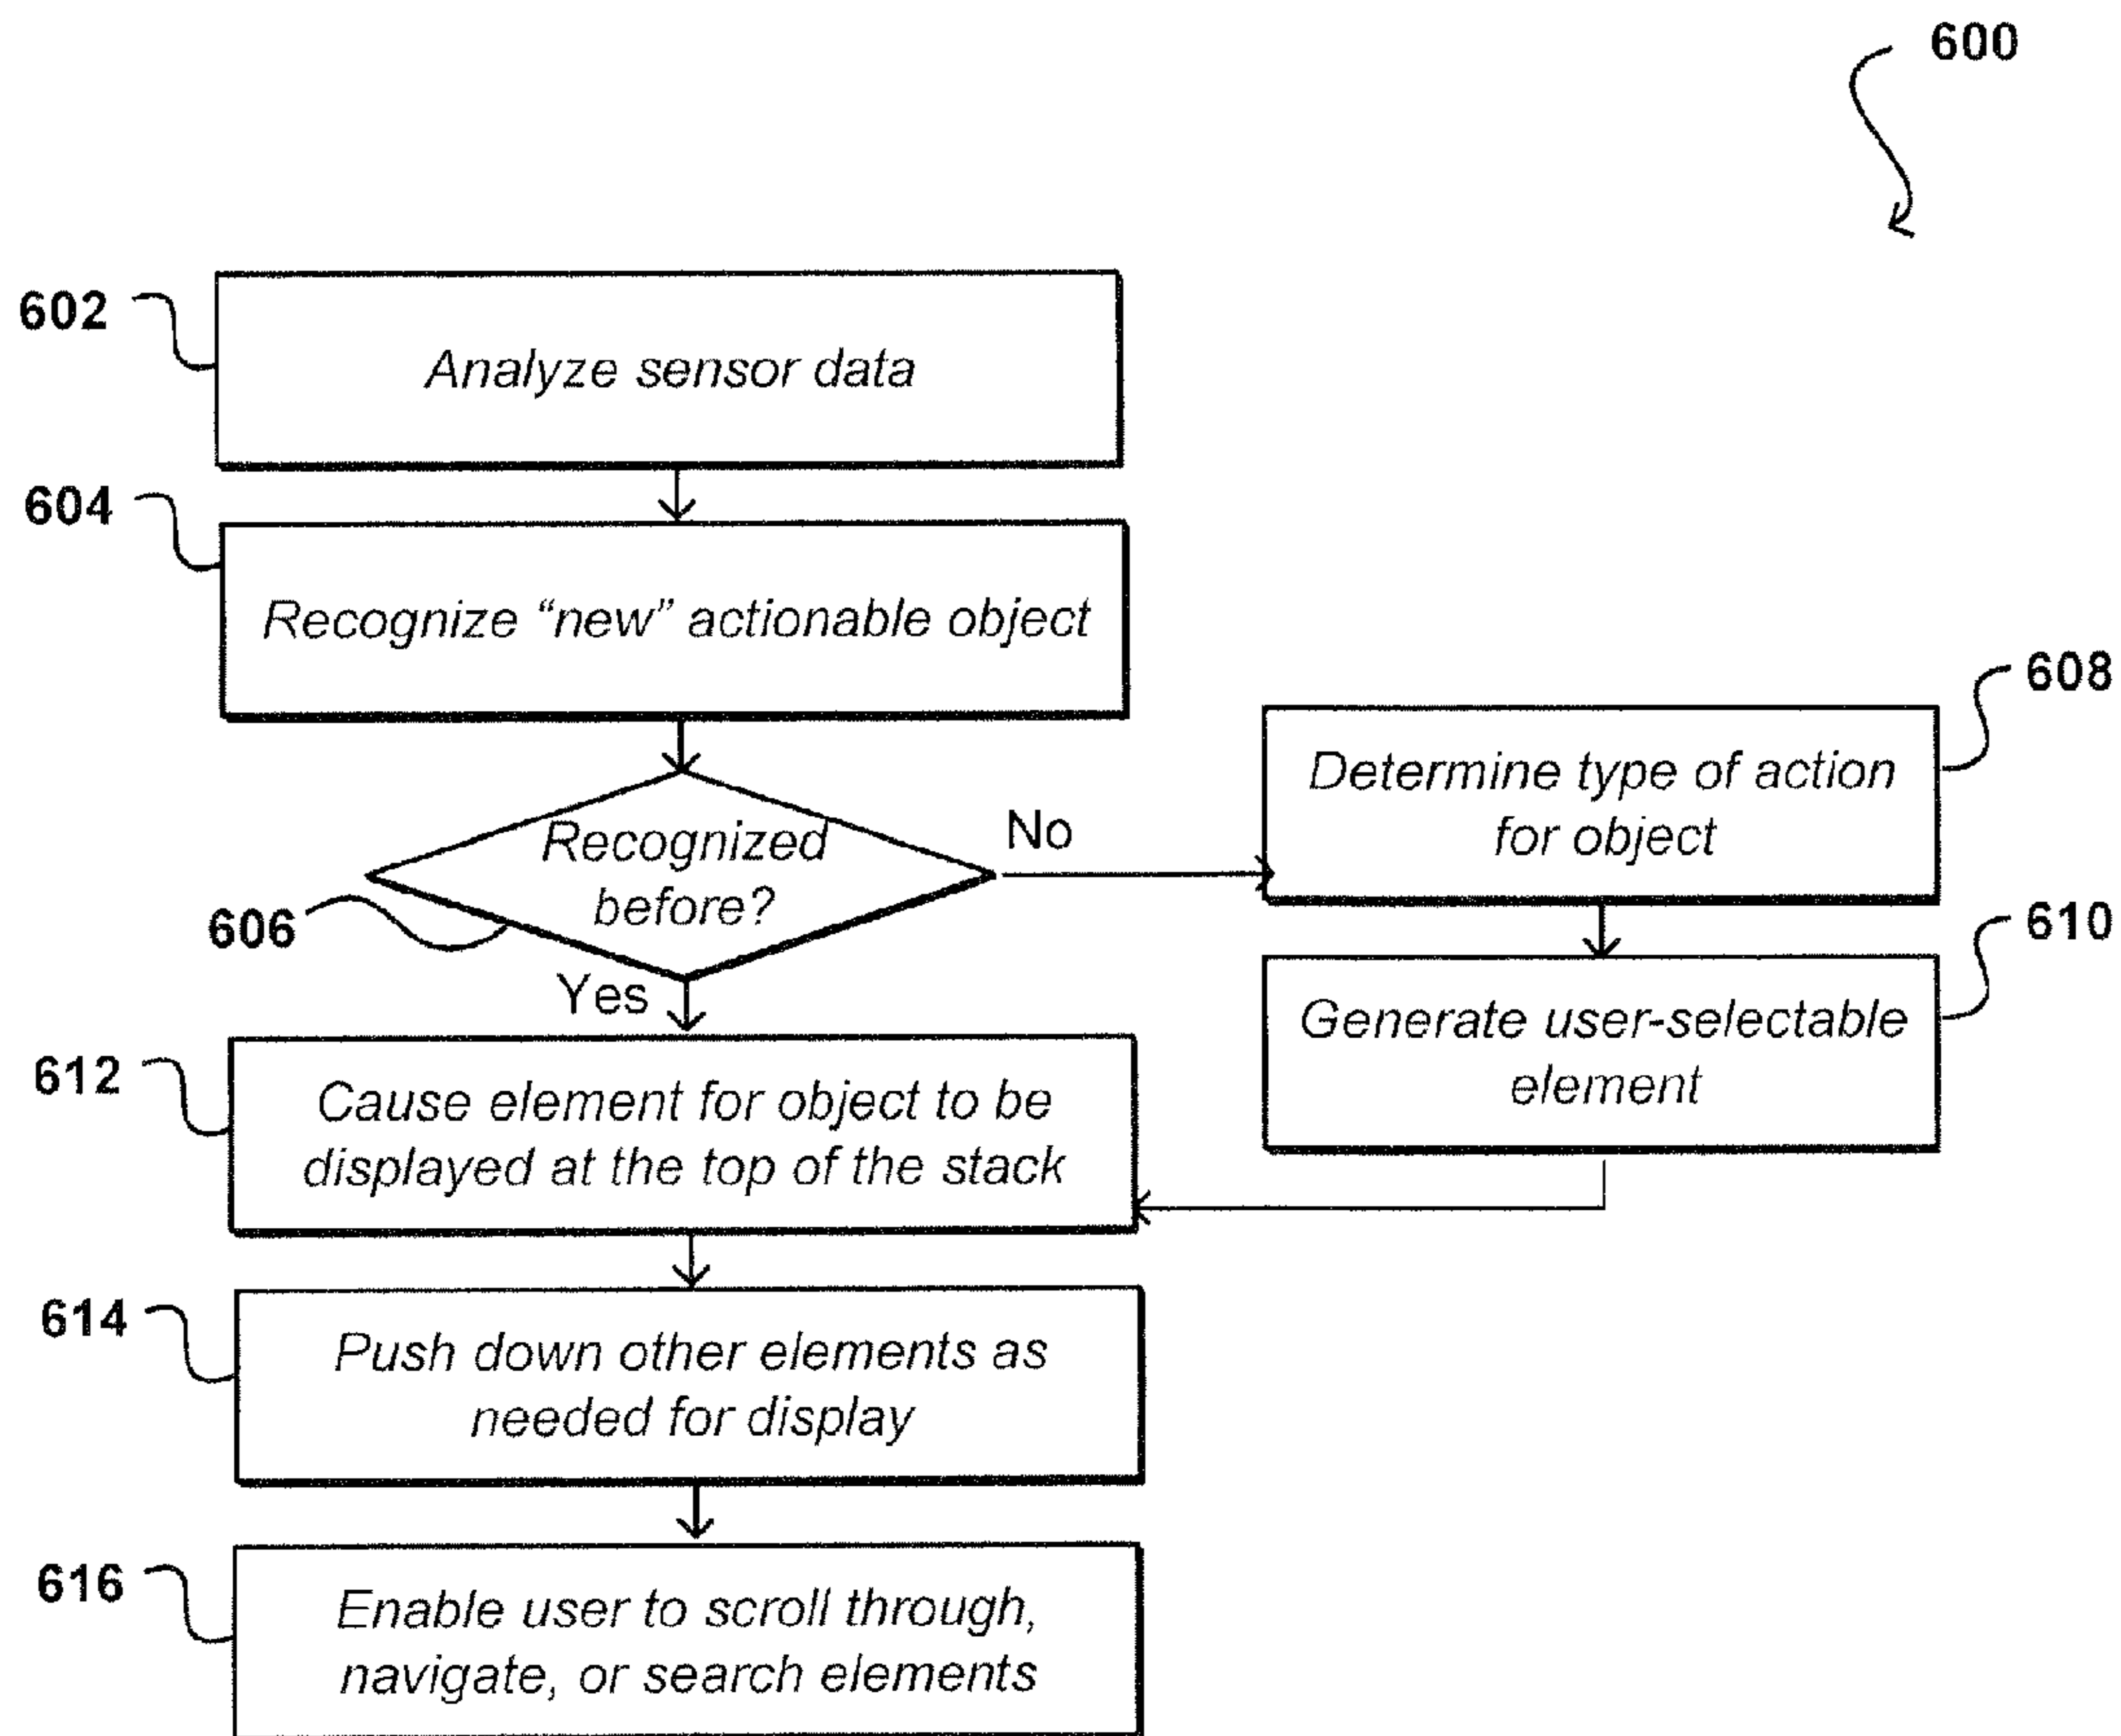 600
602
Analyze sensor data
604
Recognize “new” actionable object
608
Determine type of action
for object
Recognized
before?
No
606
Yes
610
Generate user-selectable
element
612
Cause element for object to be
displayed at the top of the stack
614
Push down other elements as
needed for display
616
Enable user to scroll through,
navigate, or search elements